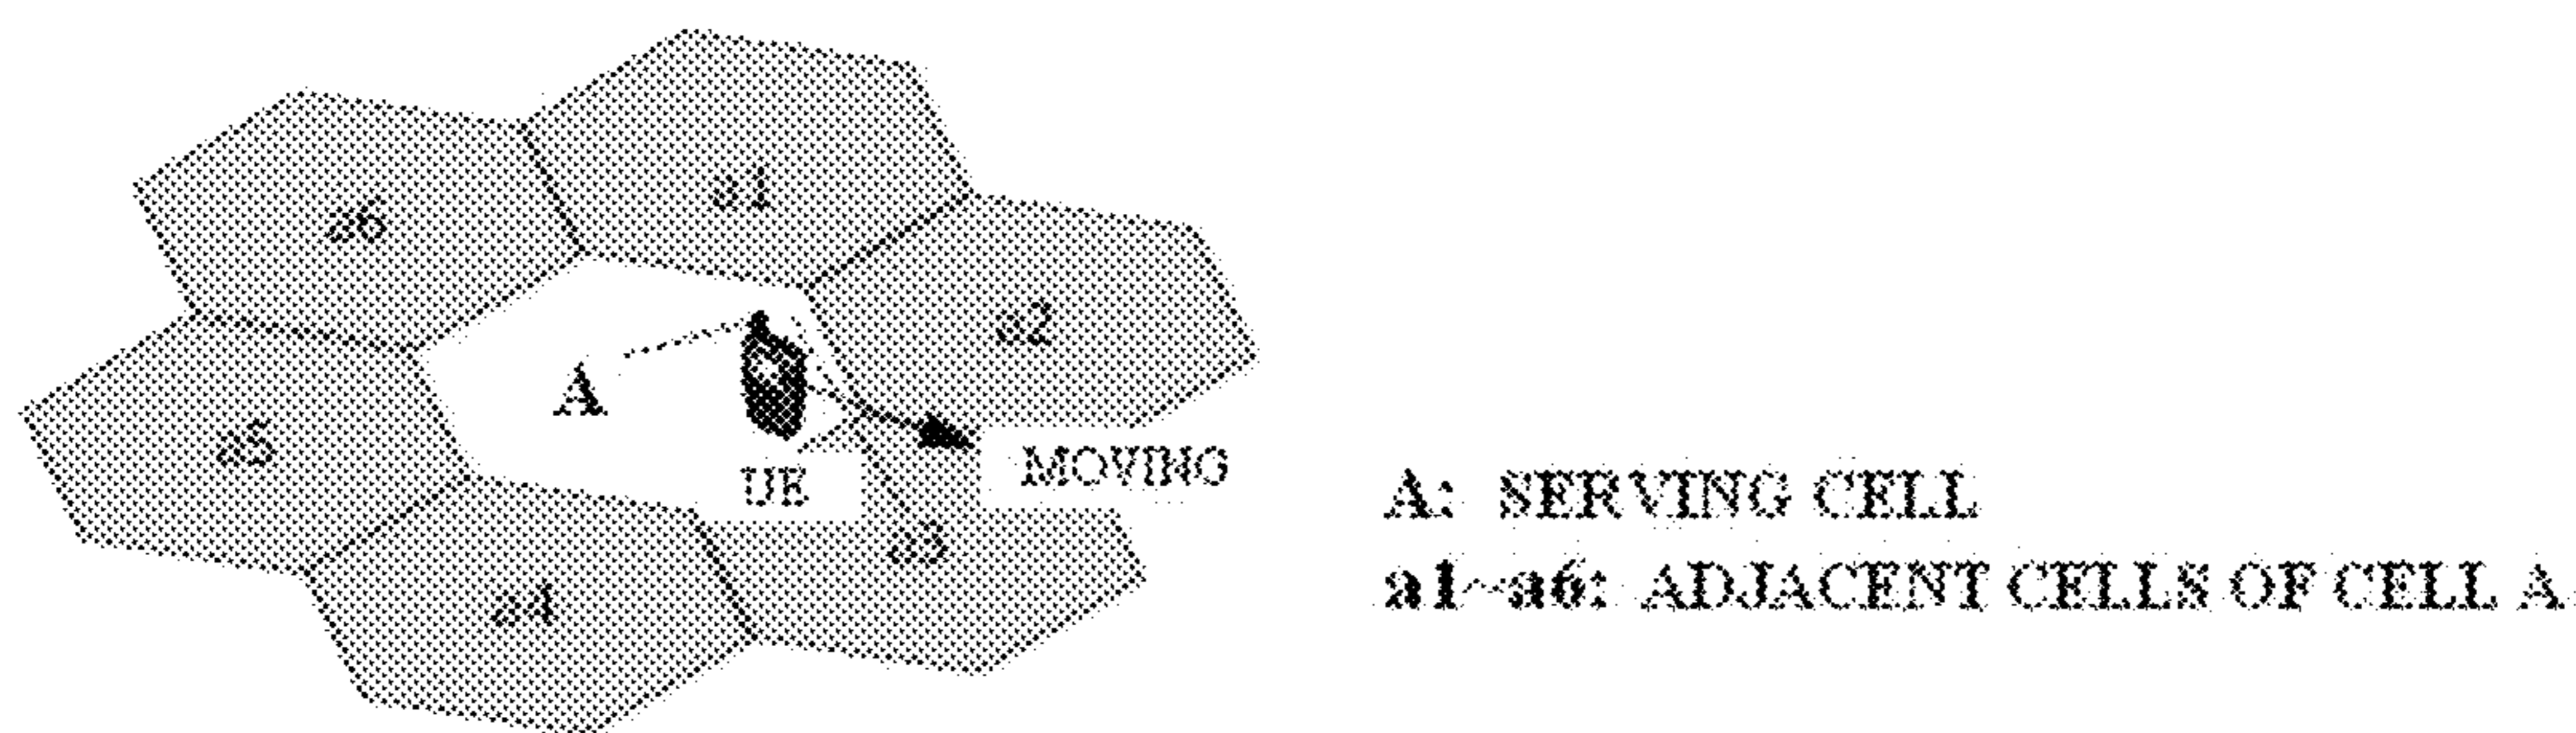 a1
a6
a2
A
a5
MOVING
UE
a3
a4
A: SERVING CELL
a1~a6: ADJACENT CELLS OF CELL A